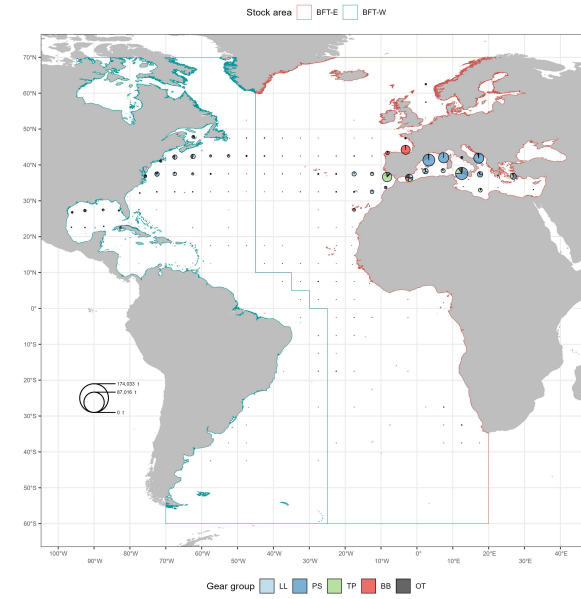 Stock area BFT-E BFT-W
70°N
60°N
50°N
40°N
30°N
20°N
10°N
0°
10°S
20°S
30°S
40°S
50°S
60°S
174,033 t
87,016 t
0 t
100°W 80°W 60°W 40°W 20°W 0° 20°E 40°E
90°W 70°W 50°W 30°W 10°W 10°E 30°E
Gear group LL PS TP BB OT